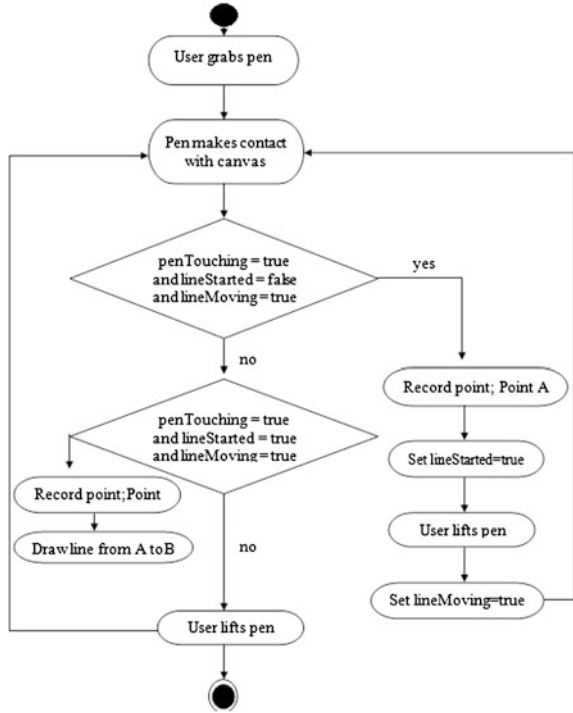 User grabs pen
Pen makes contact
with canvas
penTouching = true
and lineStarted = false
and lineMoving = true
yes
no
Record point; Point A
Set lineStarted=true
User lifts pen
Set lineMoving=true
penTouching = true
and lineStarted = true
and lineMoving = true
Record point;Point
Drawline from A toB
no
User lifts pen